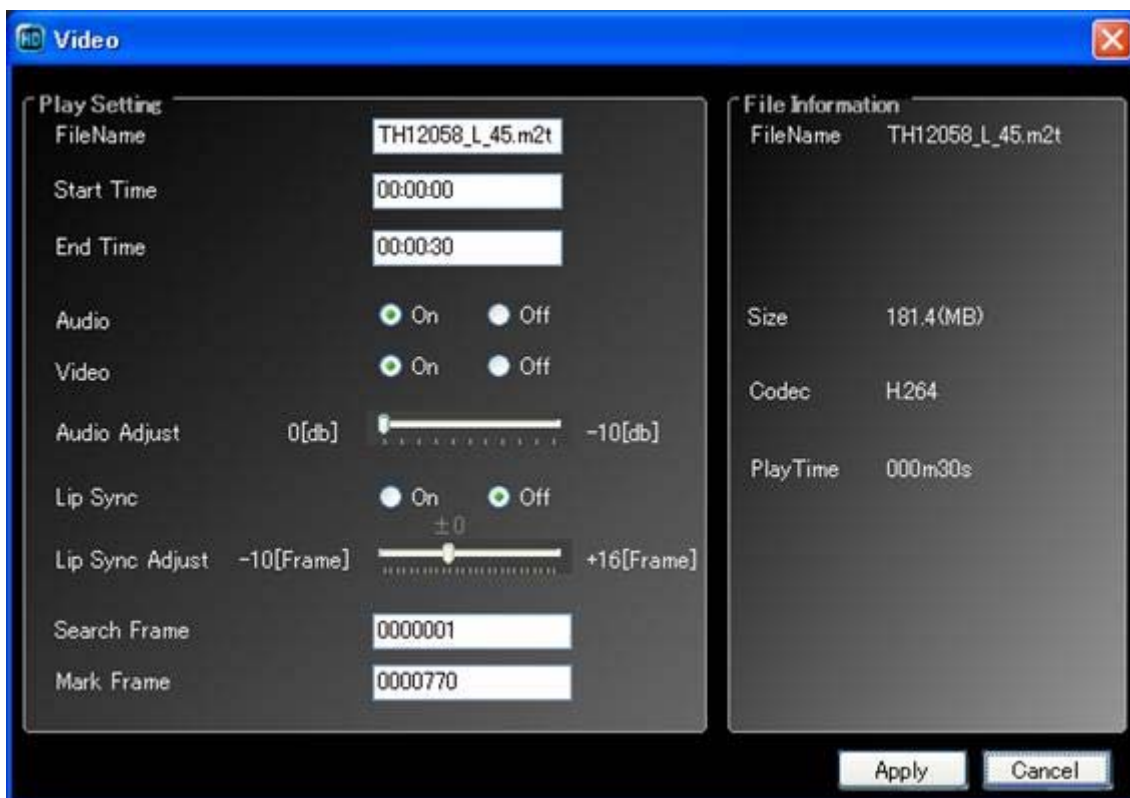 HD Video
Play Setting
FileName TH12058_L_45.m2t
Start Time 00:00:00
End Time 00:00:30
Audio On Off
Video On Off
Audio Adjust 0[db] -10[db]
Lip Sync On Off
±0
Lip Sync Adjust -10[Frame] +16[Frame]
Search Frame 0000001
Mark Frame 0000770
File Information
FileName TH12058_L_45.m2t
Size 181.4(MB)
Codec H.264
PlayTime 000m30s
Apply Cancel